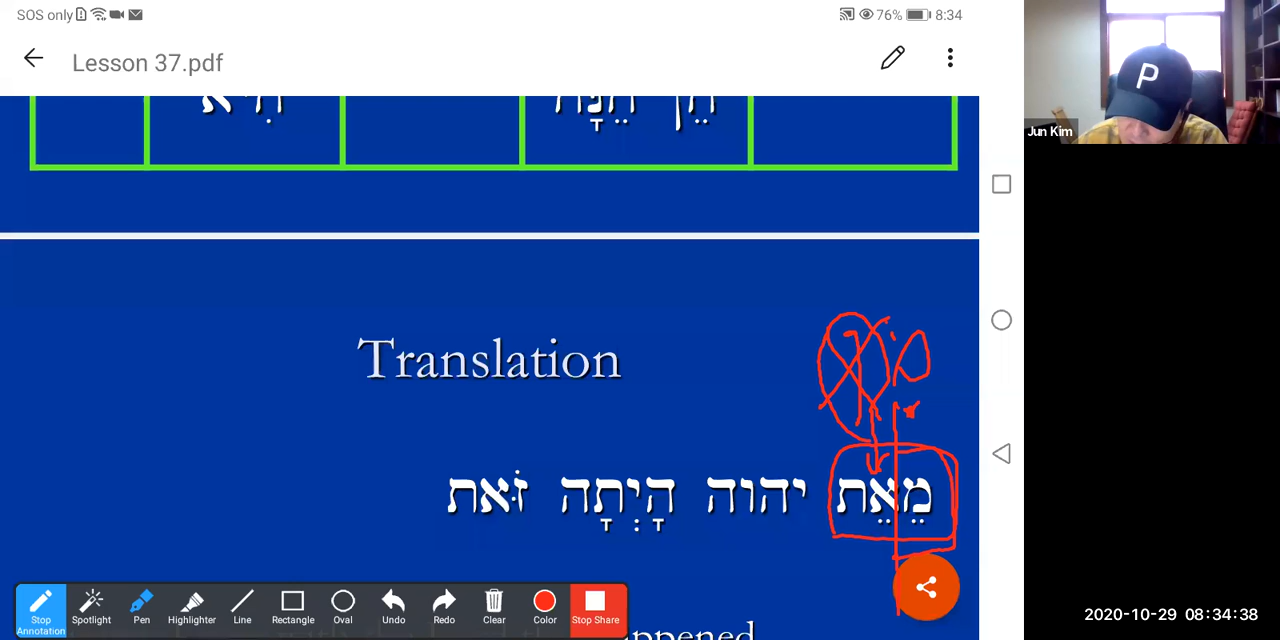 SOS only 76% 8:34
Lesson 37.pdf
P
Jun Kim
Translation
מֵאֵת יהוה הָיְתָה זֹּאת
Stop Annotation Spotlight Pen Highlighter Line Rectangle Oval Undo Redo Clear Color Stop Share
2020-10-29 08:34:38